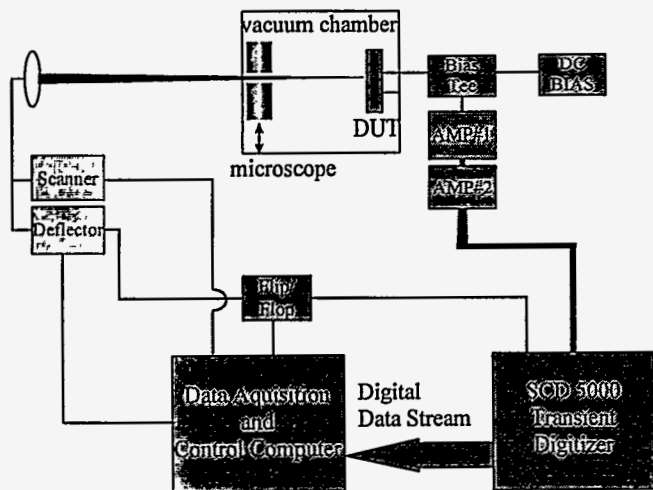 vacuum chamber
Bias
Tee
DC
BIAS
DUT
AMP#1
microscope
AMP#2
Scanner
Deflector
Flip/
Flop
Data Aquisition
and
Control Computer
Digital
Data Stream
SCD 5000
Transient
Digitizer